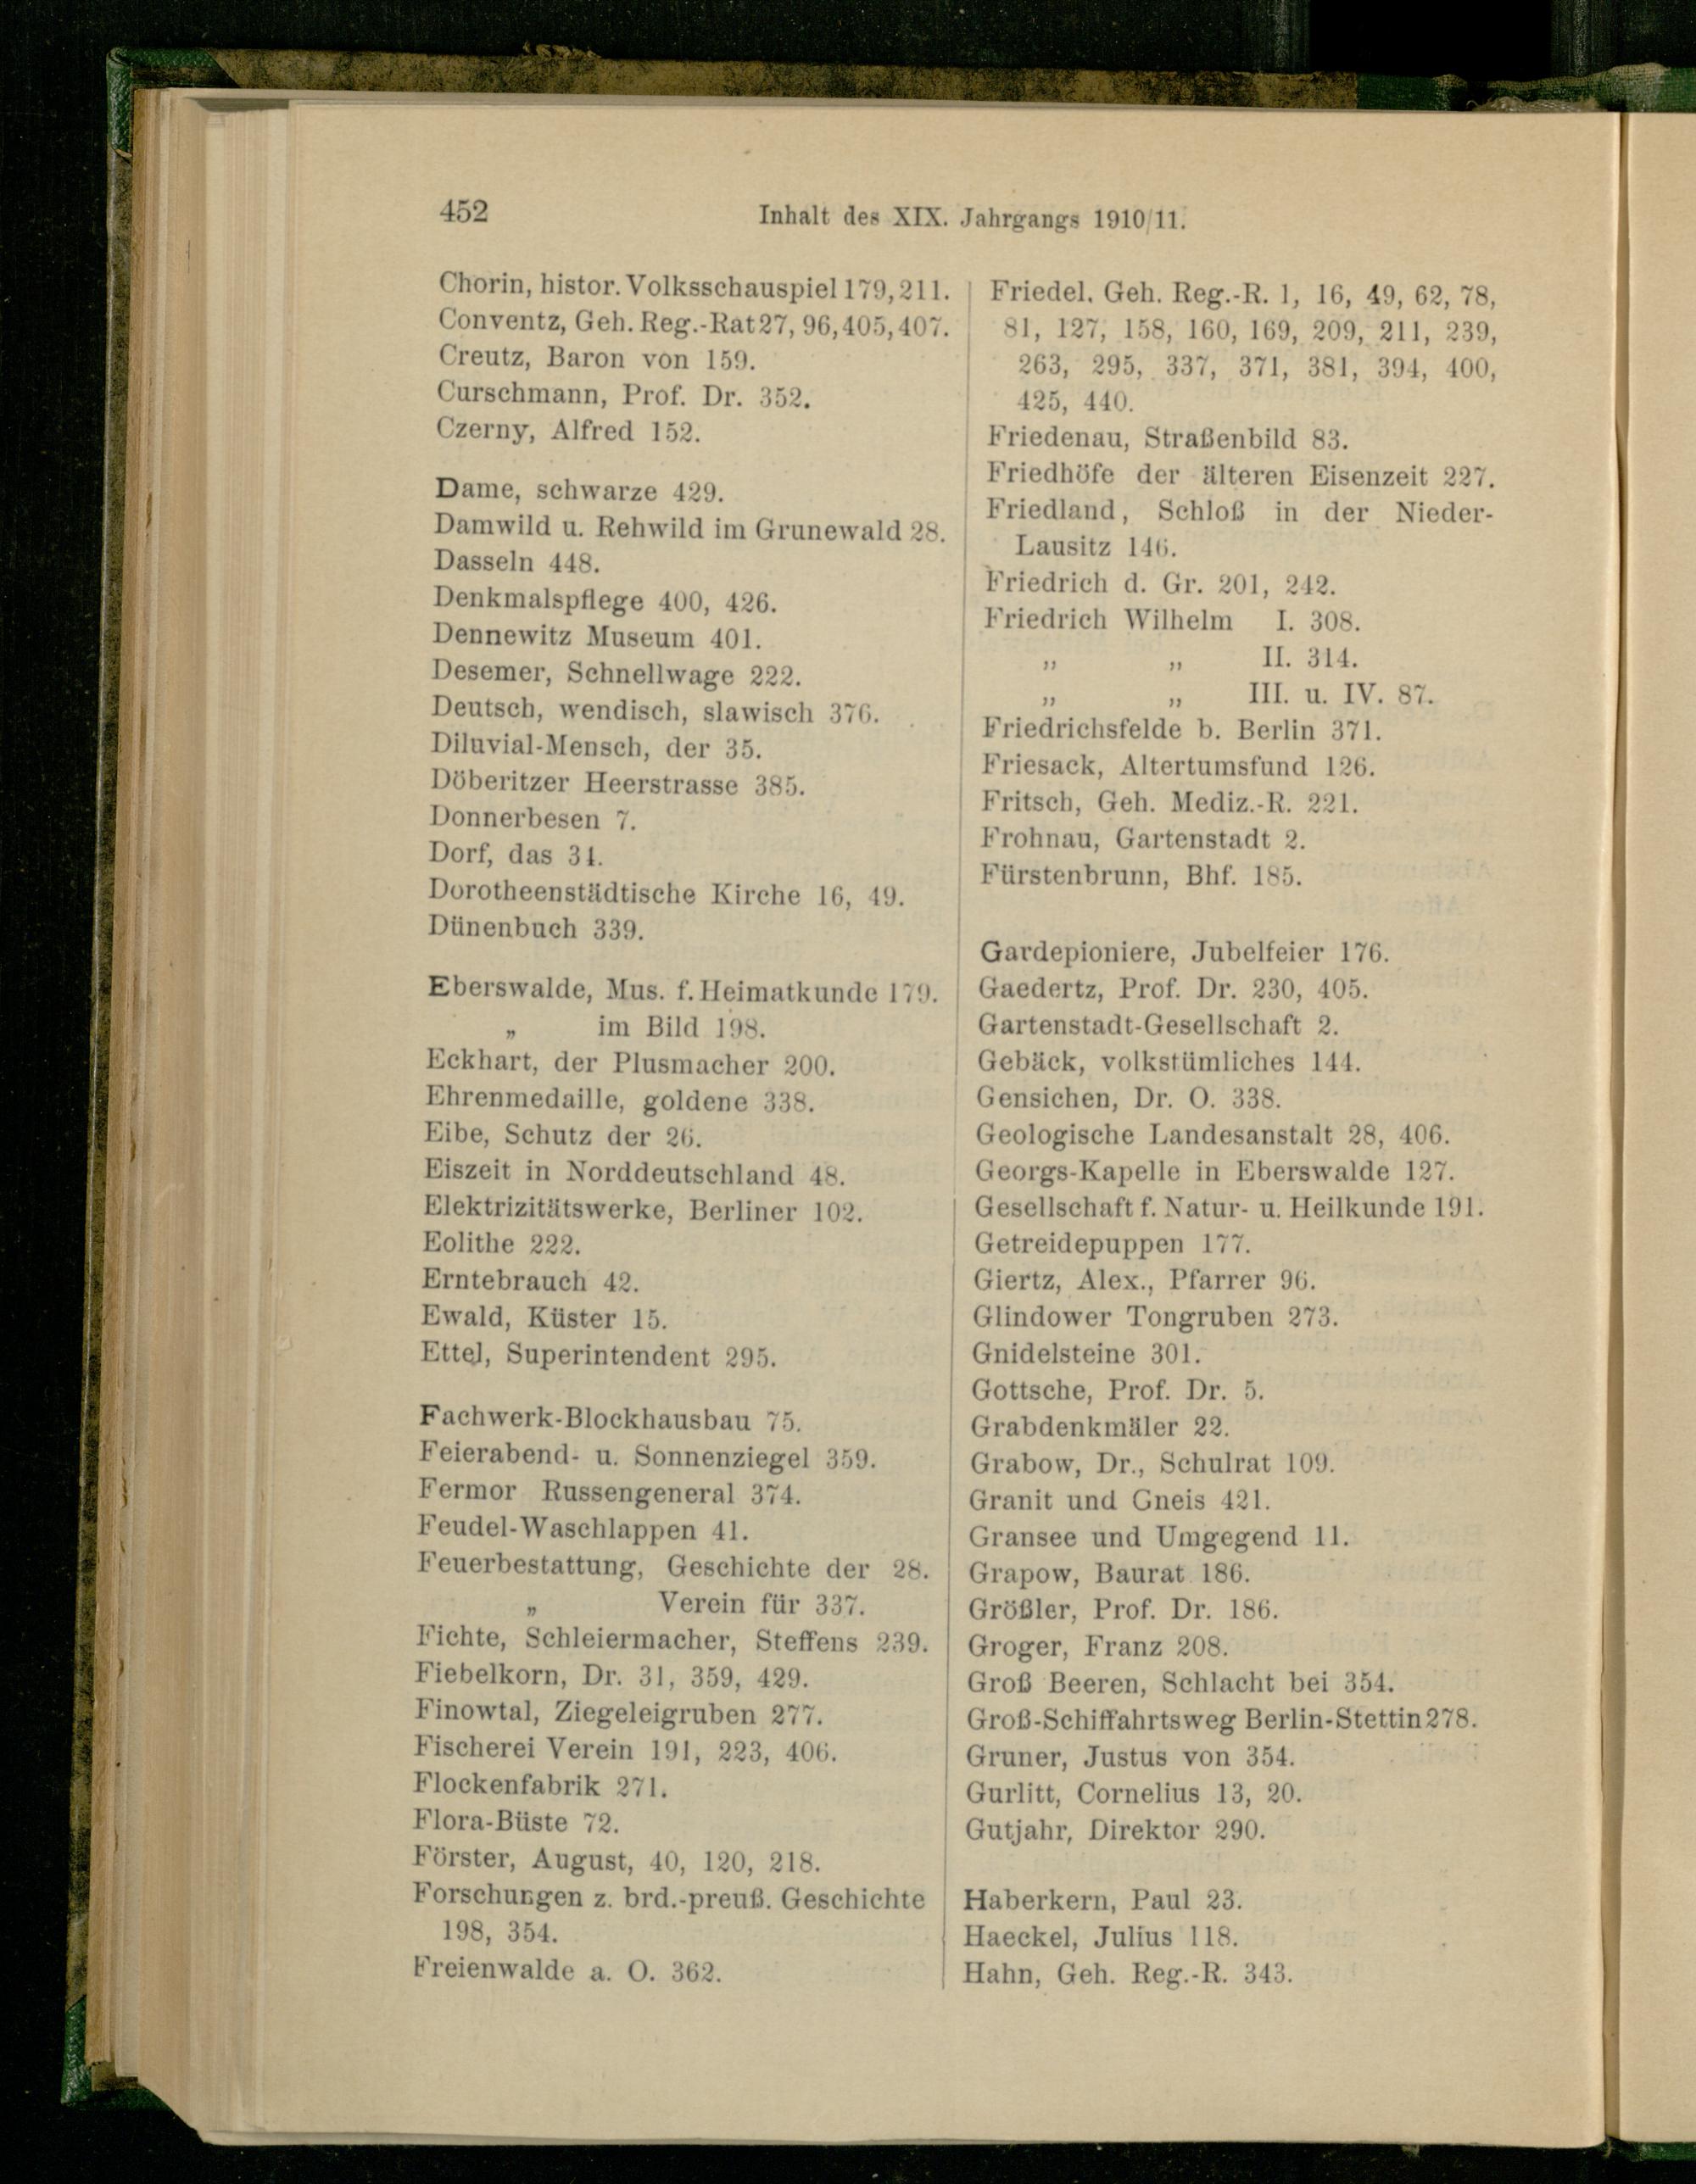 452
Inhalt des XIX. Jahrgangs 1910/11.
Chorin, histor. Volksschauspiel 179, 211.
Conventz, Geh. Reg.-Rat 27, 96, 405, 407.
Creutz, Baron von 159.
Curschmann, Prof. Dr. 352.
Czerny, Alfred 152.
Dame, schwarze 429.
Damwild u. Rehwild im Grunewald 28.
Dasseln 448.
Denkmalspflege 400, 426.
Dennewitz Museum 401.
Desemer, Schnellwage 222.
Deutsch, wendisch, slawisch 376.
Diluvial-Mensch, der 35.
Döberitzer Heerstrasse 385.
Donnerbesen 7.
Dorf, das 31.
Dorotheenstädtische Kirche 16, 49.
Dünenbuch 339.
Eberswalde, Mus. f. Heimatkunde 179.
„ im Bild 198.
Eckhart, der Plusmacher 200.
Ehrenmedaille, goldene 338.
Eibe, Schutz der 26.
Eiszeit in Norddeutschland 48.
Elektrizitätswerke, Berliner 102.
Eolithe 222.
Erntebrauch 42.
Ewald, Küster 15.
Ettel, Superintendent 295.
Fachwerk-Blockhausbau 75.
Feierabend- u. Sonnenziegel 359.
Fermor Russengeneral 374.
Feudel-Waschlappen 41.
Feuerbestattung, Geschichte der 28.
„ Verein für 337.
Fichte, Schleiermacher, Steffens 239.
Fiebelkorn, Dr. 31, 359, 429.
Finowtal, Ziegeleigruben 277.
Fischerei Verein 191, 223, 406.
Flockenfabrik 271.
Flora-Büste 72.
Förster, August, 40, 120, 218.
Forschungen z. brd.-preuß. Geschichte
198, 354.
Freienwalde a. O. 362.
Friedel, Geh. Reg.-R. 1, 16, 49, 62, 78,
81, 127, 158, 160, 169, 209, 211, 239,
263, 295, 337, 371, 381, 394, 400,
425, 440.
Friedenau, Straßenbild 83.
Friedhöfe der älteren Eisenzeit 227.
Friedland, Schloß in der Nieder-
Lausitz 146.
Friedrich d. Gr. 201, 242.
Friedrich Wilhelm I. 308.
„ „ II. 314.
„ „ III. u. IV. 87.
Friedrichsfelde b. Berlin 371.
Friesack, Altertumsfund 126.
Fritsch, Geh. Mediz.-R. 221.
Frohnau, Gartenstadt 2.
Fürstenbrunn, Bhf. 185.
Gardepioniere, Jubelfeier 176.
Gaedertz, Prof. Dr. 230, 405.
Gartenstadt-Gesellschaft 2.
Gebäck, volkstümliches 144.
Gensichen, Dr. O. 338.
Geologische Landesanstalt 28, 406.
Georgs-Kapelle in Eberswalde 127.
Gesellschaft f. Natur- u. Heilkunde 191.
Getreidepuppen 177.
Giertz, Alex., Pfarrer 96.
Glindower Tongruben 273.
Gnidelsteine 301.
Gottsche, Prof. Dr. 5.
Grabdenkmäler 22.
Grabow, Dr., Schulrat 109.
Granit und Gneis 421.
Gransee und Umgegend 11.
Grapow, Baurat 186.
Größler, Prof. Dr. 186.
Groger, Franz 208.
Groß Beeren, Schlacht bei 354.
Groß-Schiffahrtsweg Berlin-Stettin 278.
Gruner, Justus von 354.
Gurlitt, Cornelius 13, 20.
Gutjahr, Direktor 290.
Haberkern, Paul 23.
Haeckel, Julius 118.
Hahn, Geh. Reg.-R. 343.